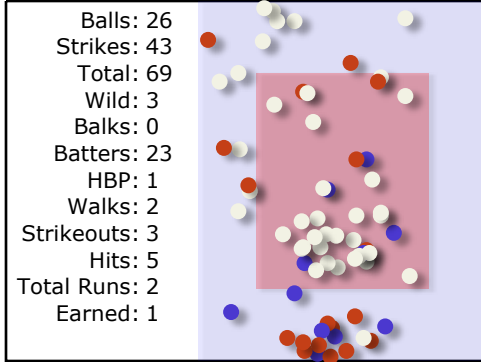 Balls: 26
Strikes: 43
Total: 69
Wild: 3
Balks: 0
Batters: 23
HBP: 1
Walks: 2
Strikeouts: 3
Hits: 5
Total Runs: 2
Earned: 1